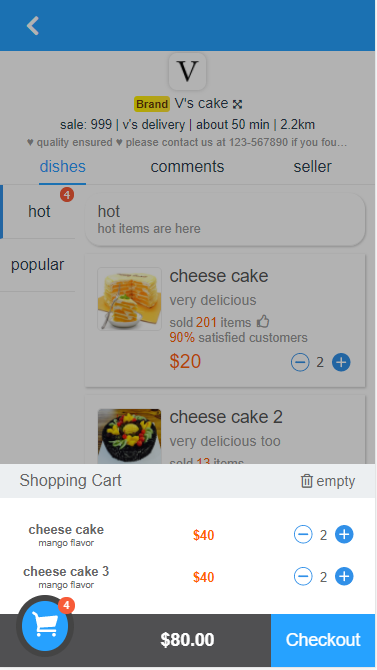 V
Brand V's cake
sale: 999 | v's delivery | about 50 min | 2.2km
♥ quality ensured ♥ please contact us at 123-567890 if you fou...
dishes comments seller
hot 4
popular
hot
hot items are here
cheese cake
very delicious
sold 201 items
90% satisfied customers
$20 2
cheese cake 2
very delicious too
sold 13 items
Shopping Cart empty
cheese cake $40 2
mango flavor
cheese cake 3 $40 2
mango flavor
4
$80.00 Checkout